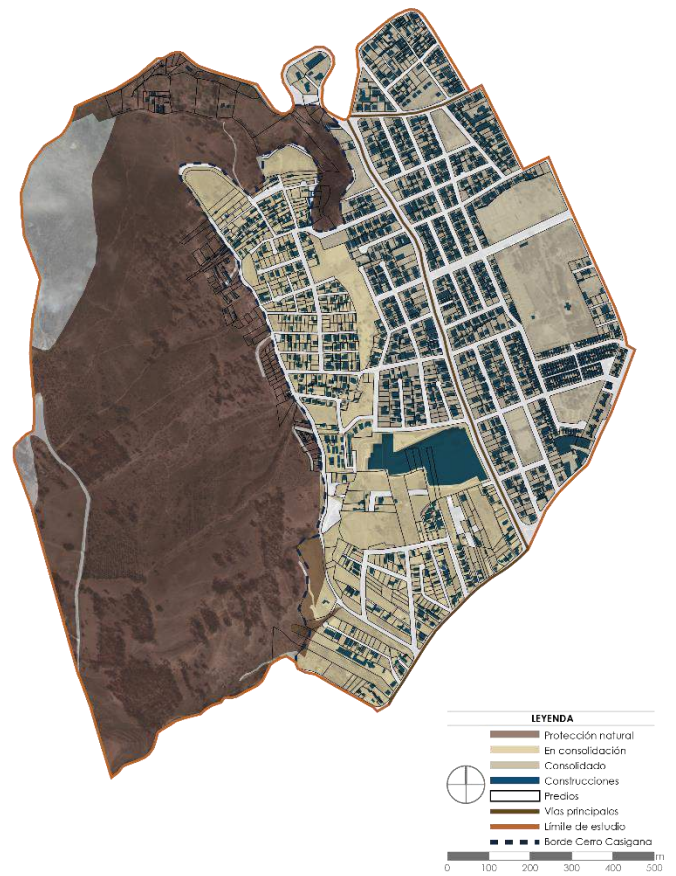 LEYENDA
Protección natural
En consolidación
Consolidado
Construcciones
Predios
Vías principales
Límite de estudio
Borde Cerro Casigana
m
0 100 200 300 400 500